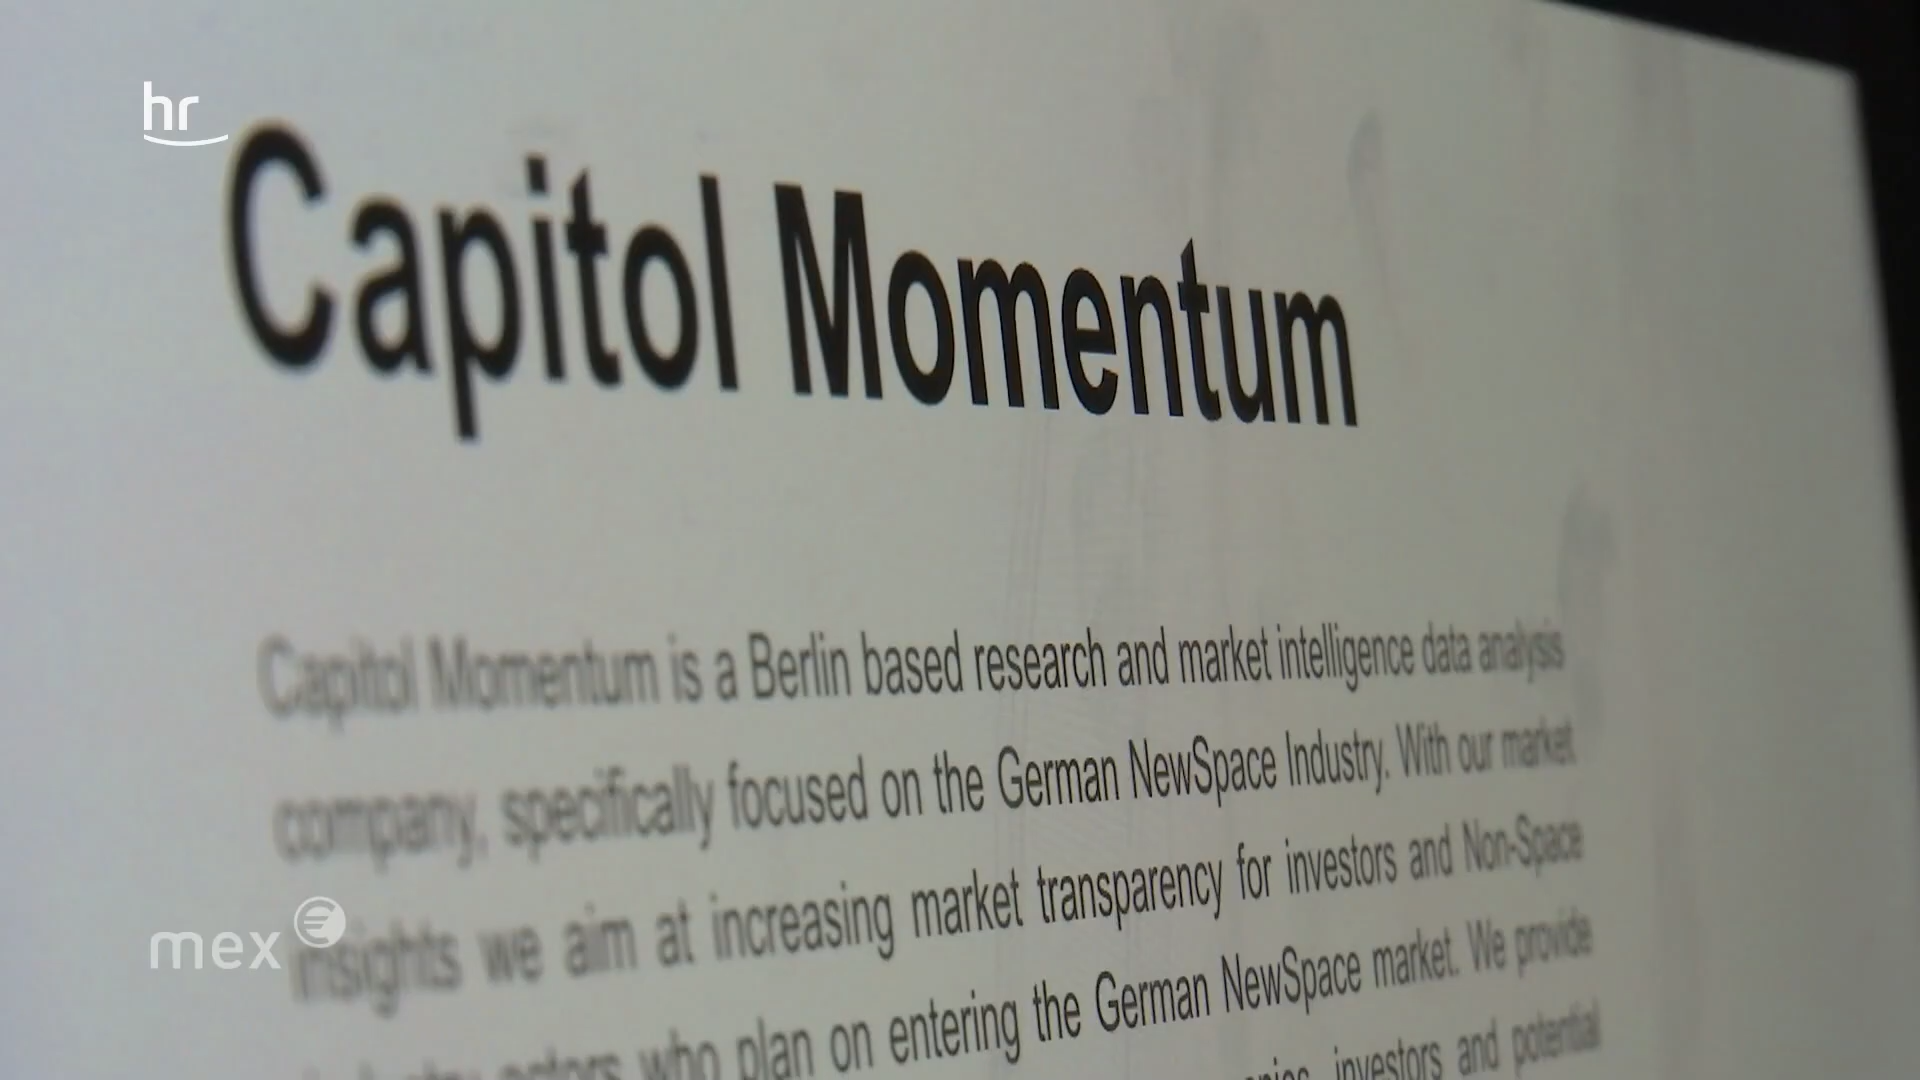 hr
Capitol Momentum
Capitol Momentum is a Berlin based research and market intelligence data analysis
company, specifically focused on the German NewSpace Industry. With our market
insights we aim at increasing market transparency for investors and Non-Space
actors who plan on entering the German NewSpace market. We provide
investors and potential
mex €